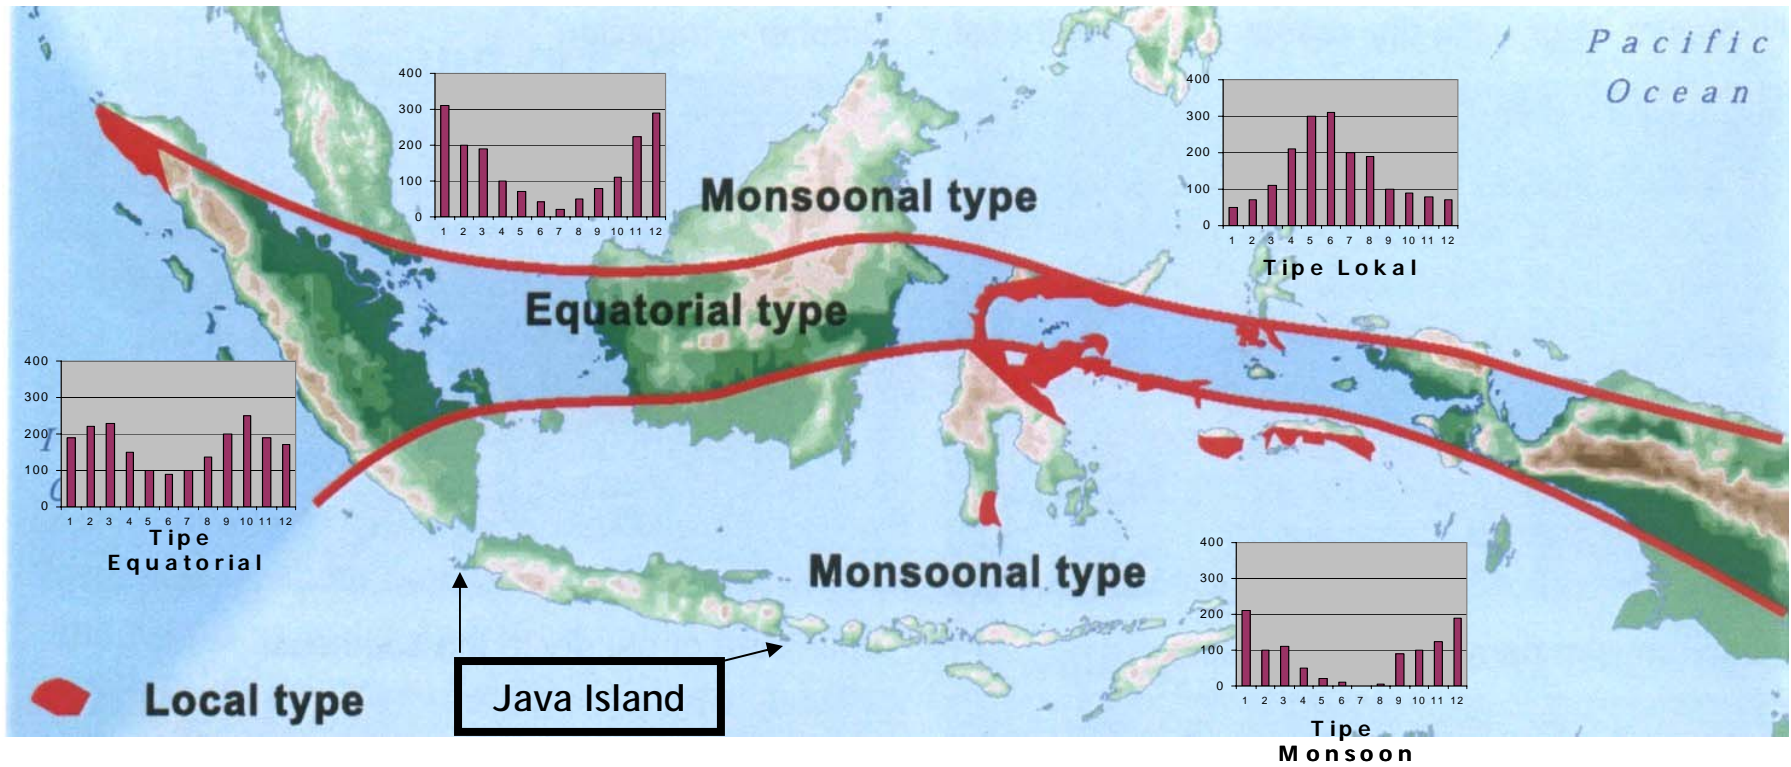 Pacific
Ocean
400
300
200
100
0
1 2 3 4 5 6 7 8 9 10 11 12
Monsoonal type
400
300
200
100
0
1 2 3 4 5 6 7 8 9 10 11 12
Tipe Lokal
Equatorial type
400
300
200
100
0
1 2 3 4 5 6 7 8 9 10 11 12
Tipe
Equatorial
I
Monsoonal type
400
300
200
100
0
1 2 3 4 5 6 7 8 9 10 11 12
Tipe
Monsoon
Local type
Java Island